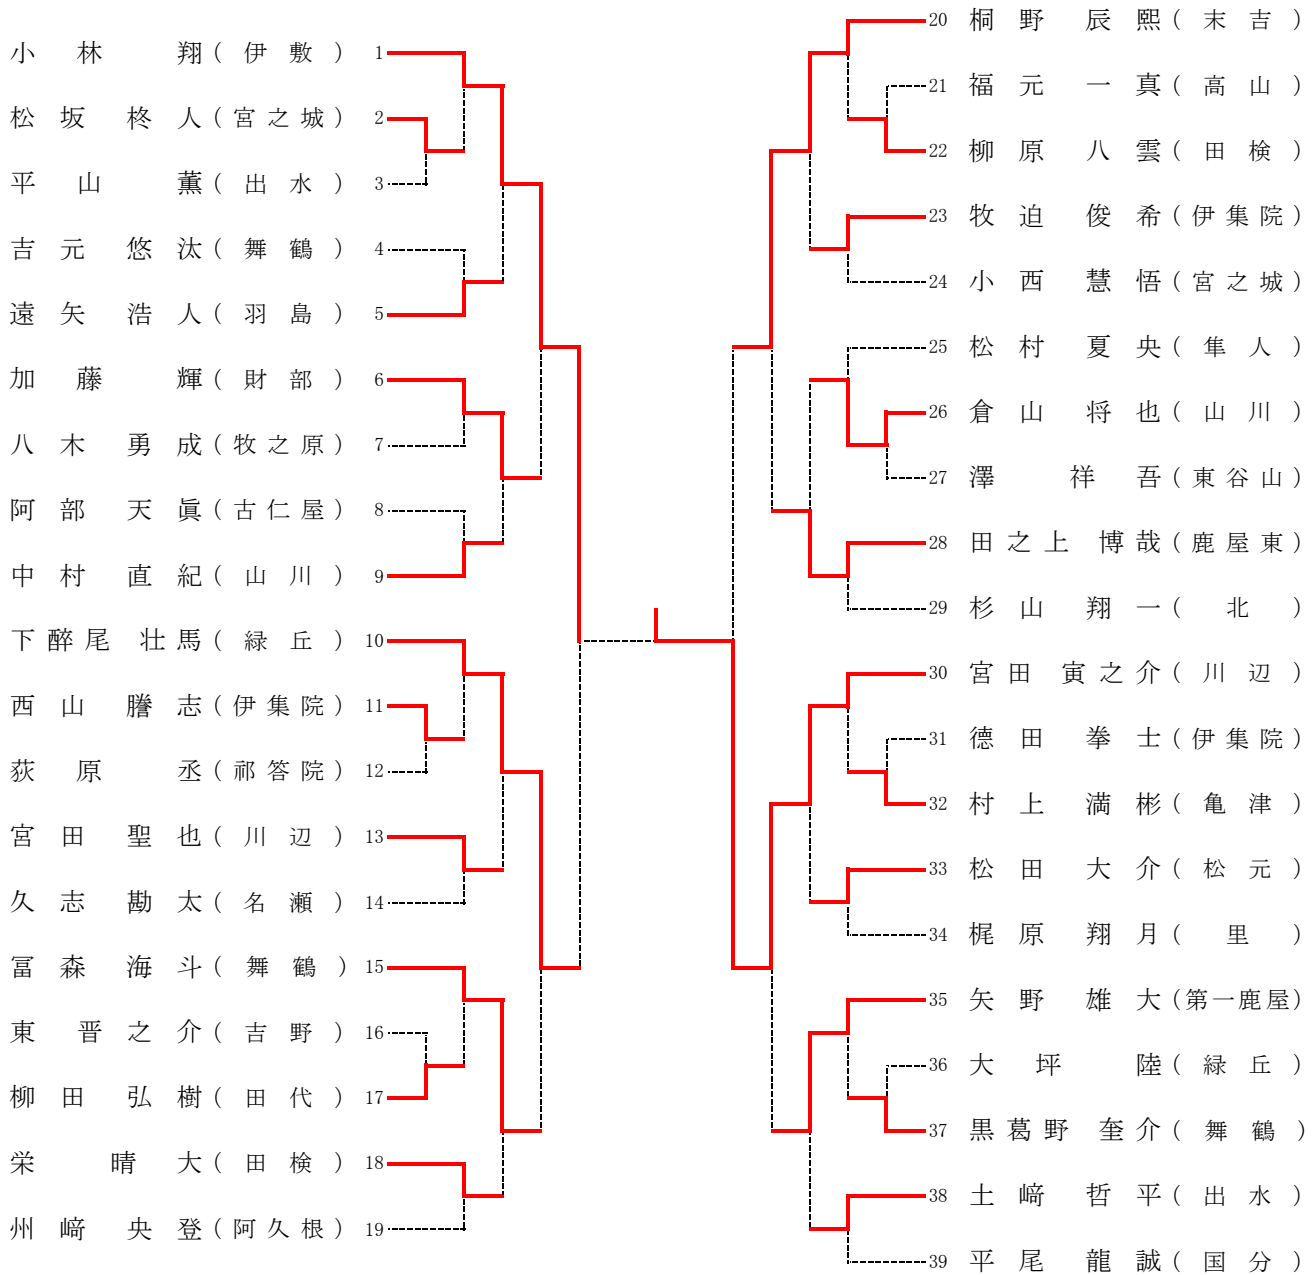 小林 翔 (伊敷) 1
松坂 柊人 (宮之城) 2
平山 薫 (出水) 3
吉元 悠汰 (舞鶴) 4
遠矢 浩人 (羽島) 5
加藤 輝 (財部) 6
八木 勇成 (牧之原) 7
阿部 天眞 (古仁屋) 8
中村 直紀 (山川) 9
下醉尾 壮馬 (緑丘) 10
西山 謄志 (伊集院) 11
荻原 丞 (祁答院) 12
宮田 聖也 (川辺) 13
久志 勘太 (名瀬) 14
冨森 海斗 (舞鶴) 15
東 晋之介 (吉野) 16
柳田 弘樹 (田代) 17
栄 晴大 (田検) 18
州﨑 央登 (阿久根) 19
20 桐野 辰熙 (末吉)
21 福元 一真 (高山)
22 柳原 八雲 (田検)
23 牧迫 俊希 (伊集院)
24 小西 慧悟 (宮之城)
25 松村 夏央 (隼人)
26 倉山 将也 (山川)
27 澤 祥吾 (東谷山)
28 田之上 博哉 (鹿屋東)
29 杉山 翔一 (北)
30 宮田 寅之介 (川辺)
31 德田 拳士 (伊集院)
32 村上 満彬 (亀津)
33 松田 大介 (松元)
34 梶原 翔月 (里)
35 矢野 雄大 (第一鹿屋)
36 大坪 陸 (緑丘)
37 黒葛野 奎介 (舞鶴)
38 土﨑 哲平 (出水)
39 平尾 龍誠 (国分)